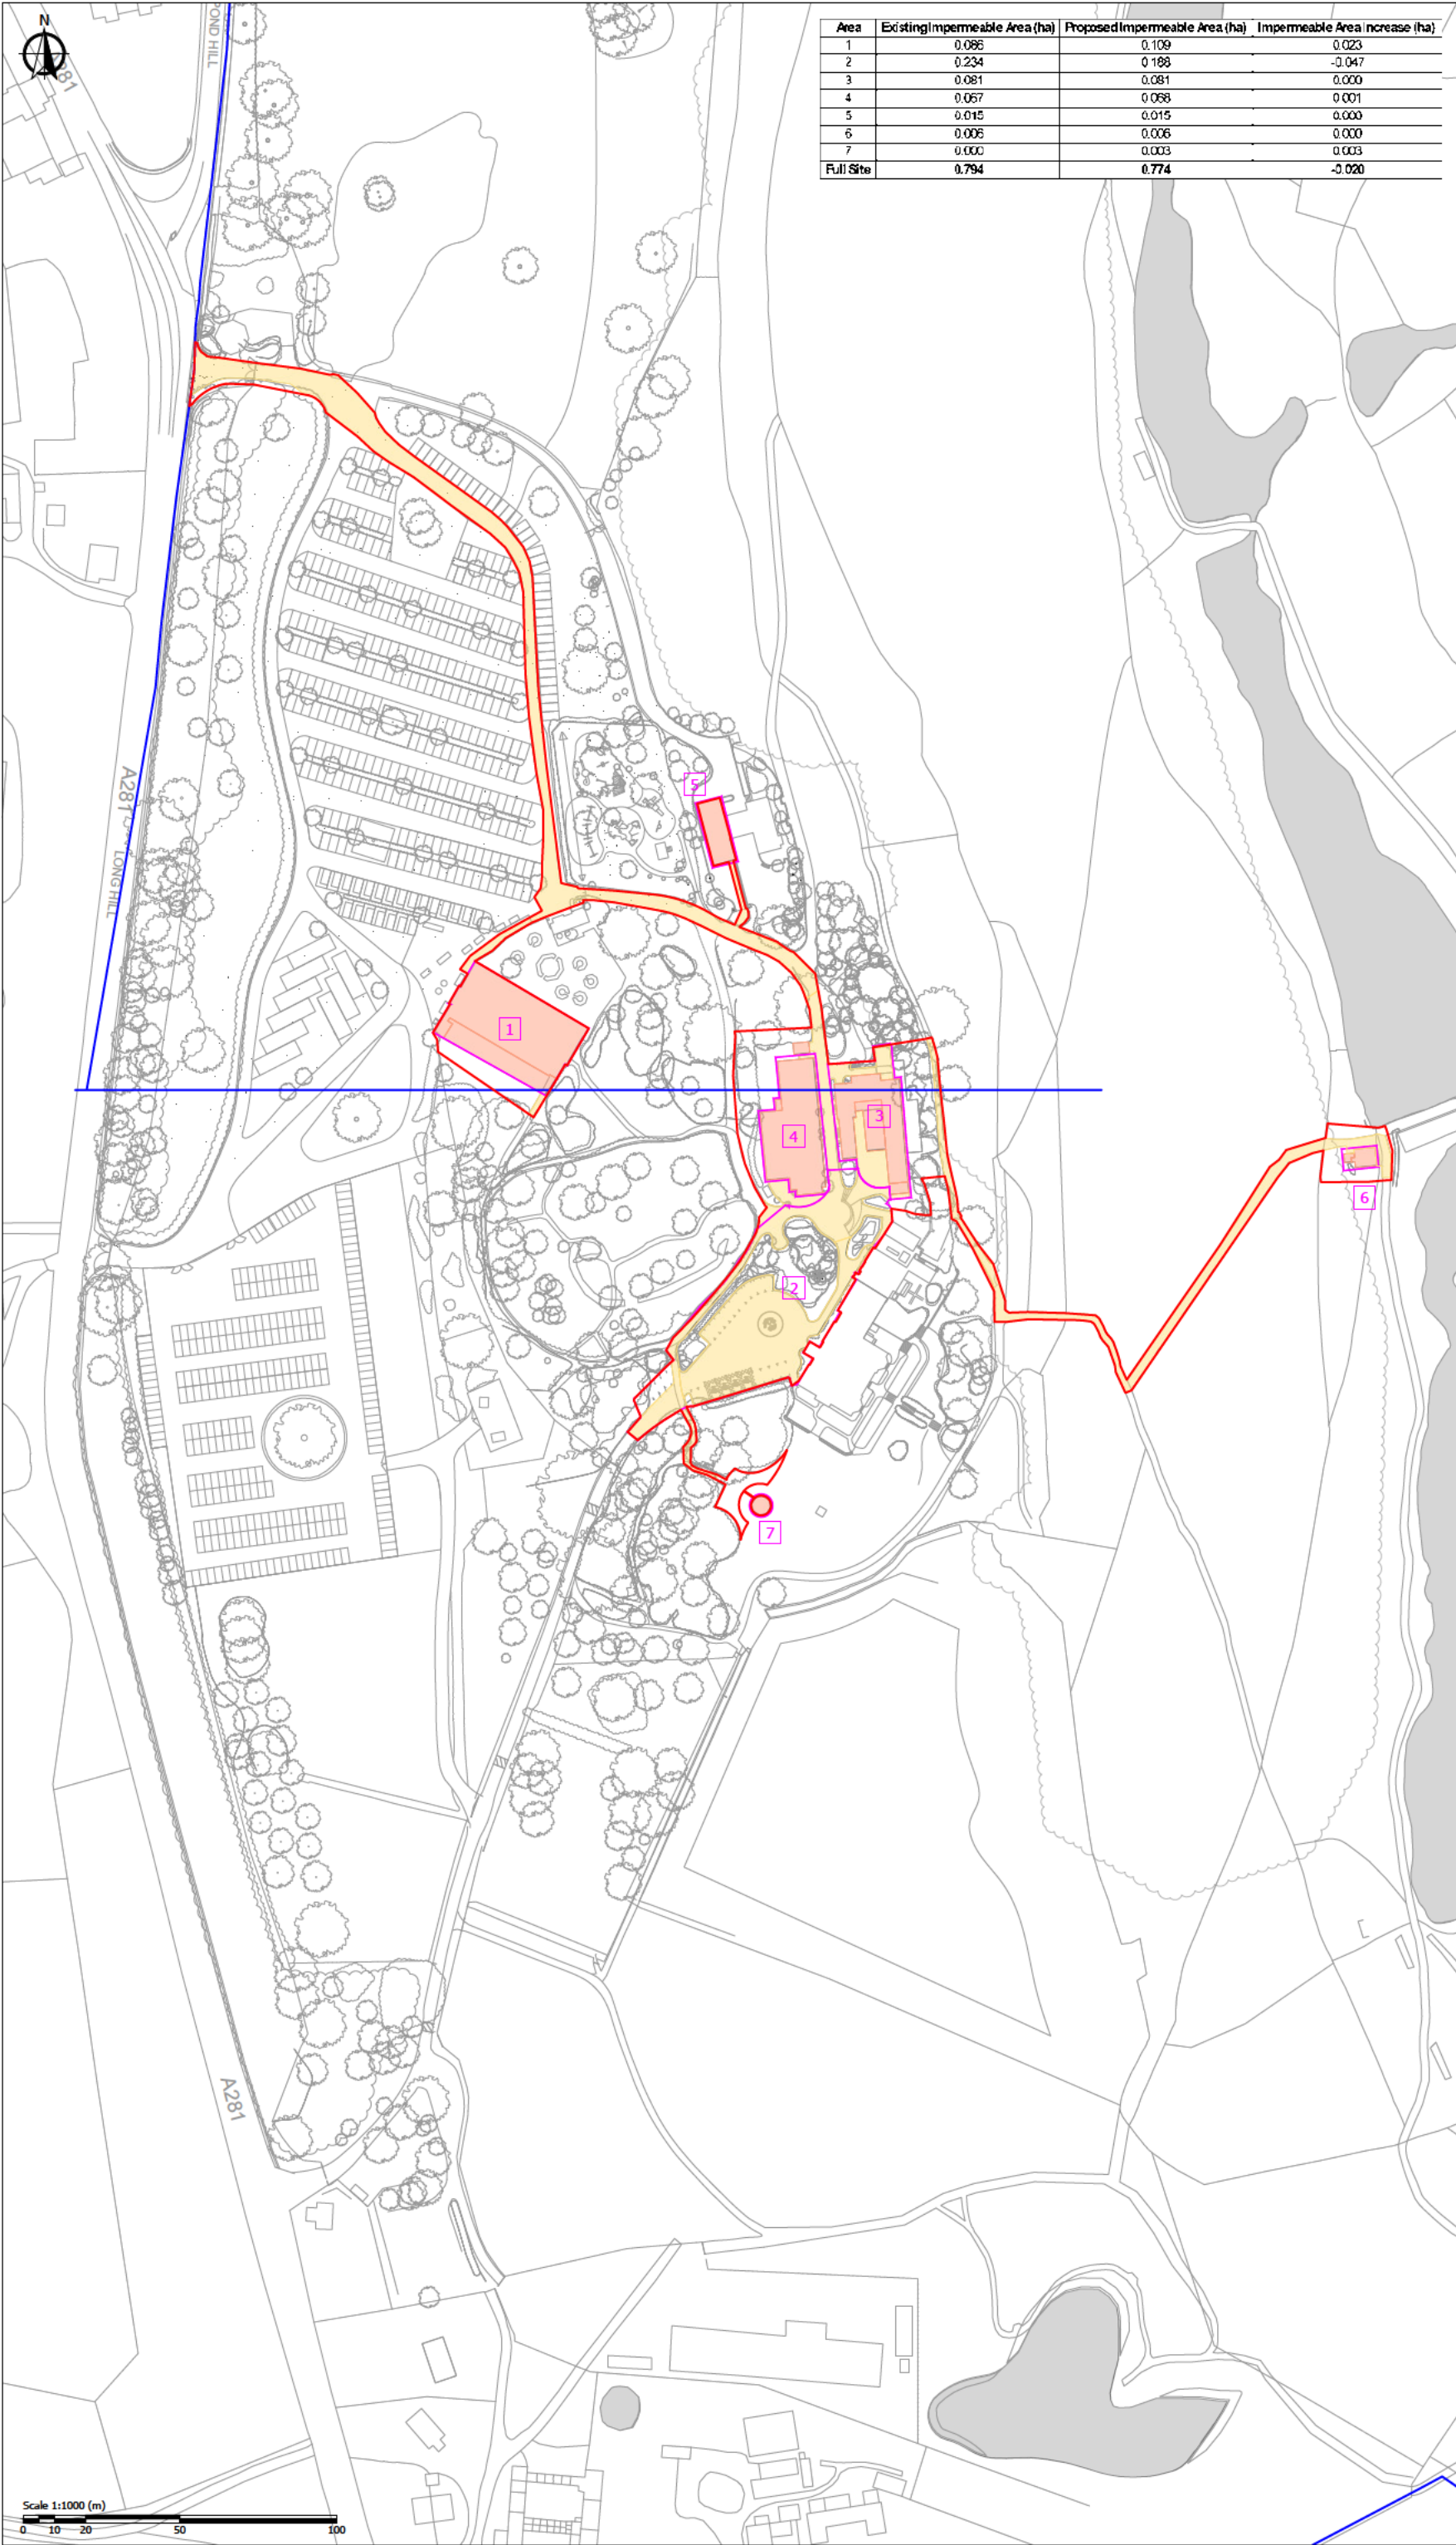 N
POND HILL
A281
Area Existing Impermeable Area (ha) Proposed Impermeable Area (ha) Impermeable Area Increase (ha)
1 0.086 0.109 0.023
2 0.234 0.188 -0.047
3 0.081 0.081 0.000
4 0.067 0.068 0.001
5 0.015 0.015 0.000
6 0.006 0.006 0.000
7 0.000 0.003 0.003
Full Site 0.794 0.774 -0.020
5
A281
LONG HILL
1
3
4
6
2
7
A281
Scale 1:1000 (m)
0 10 20 50 100